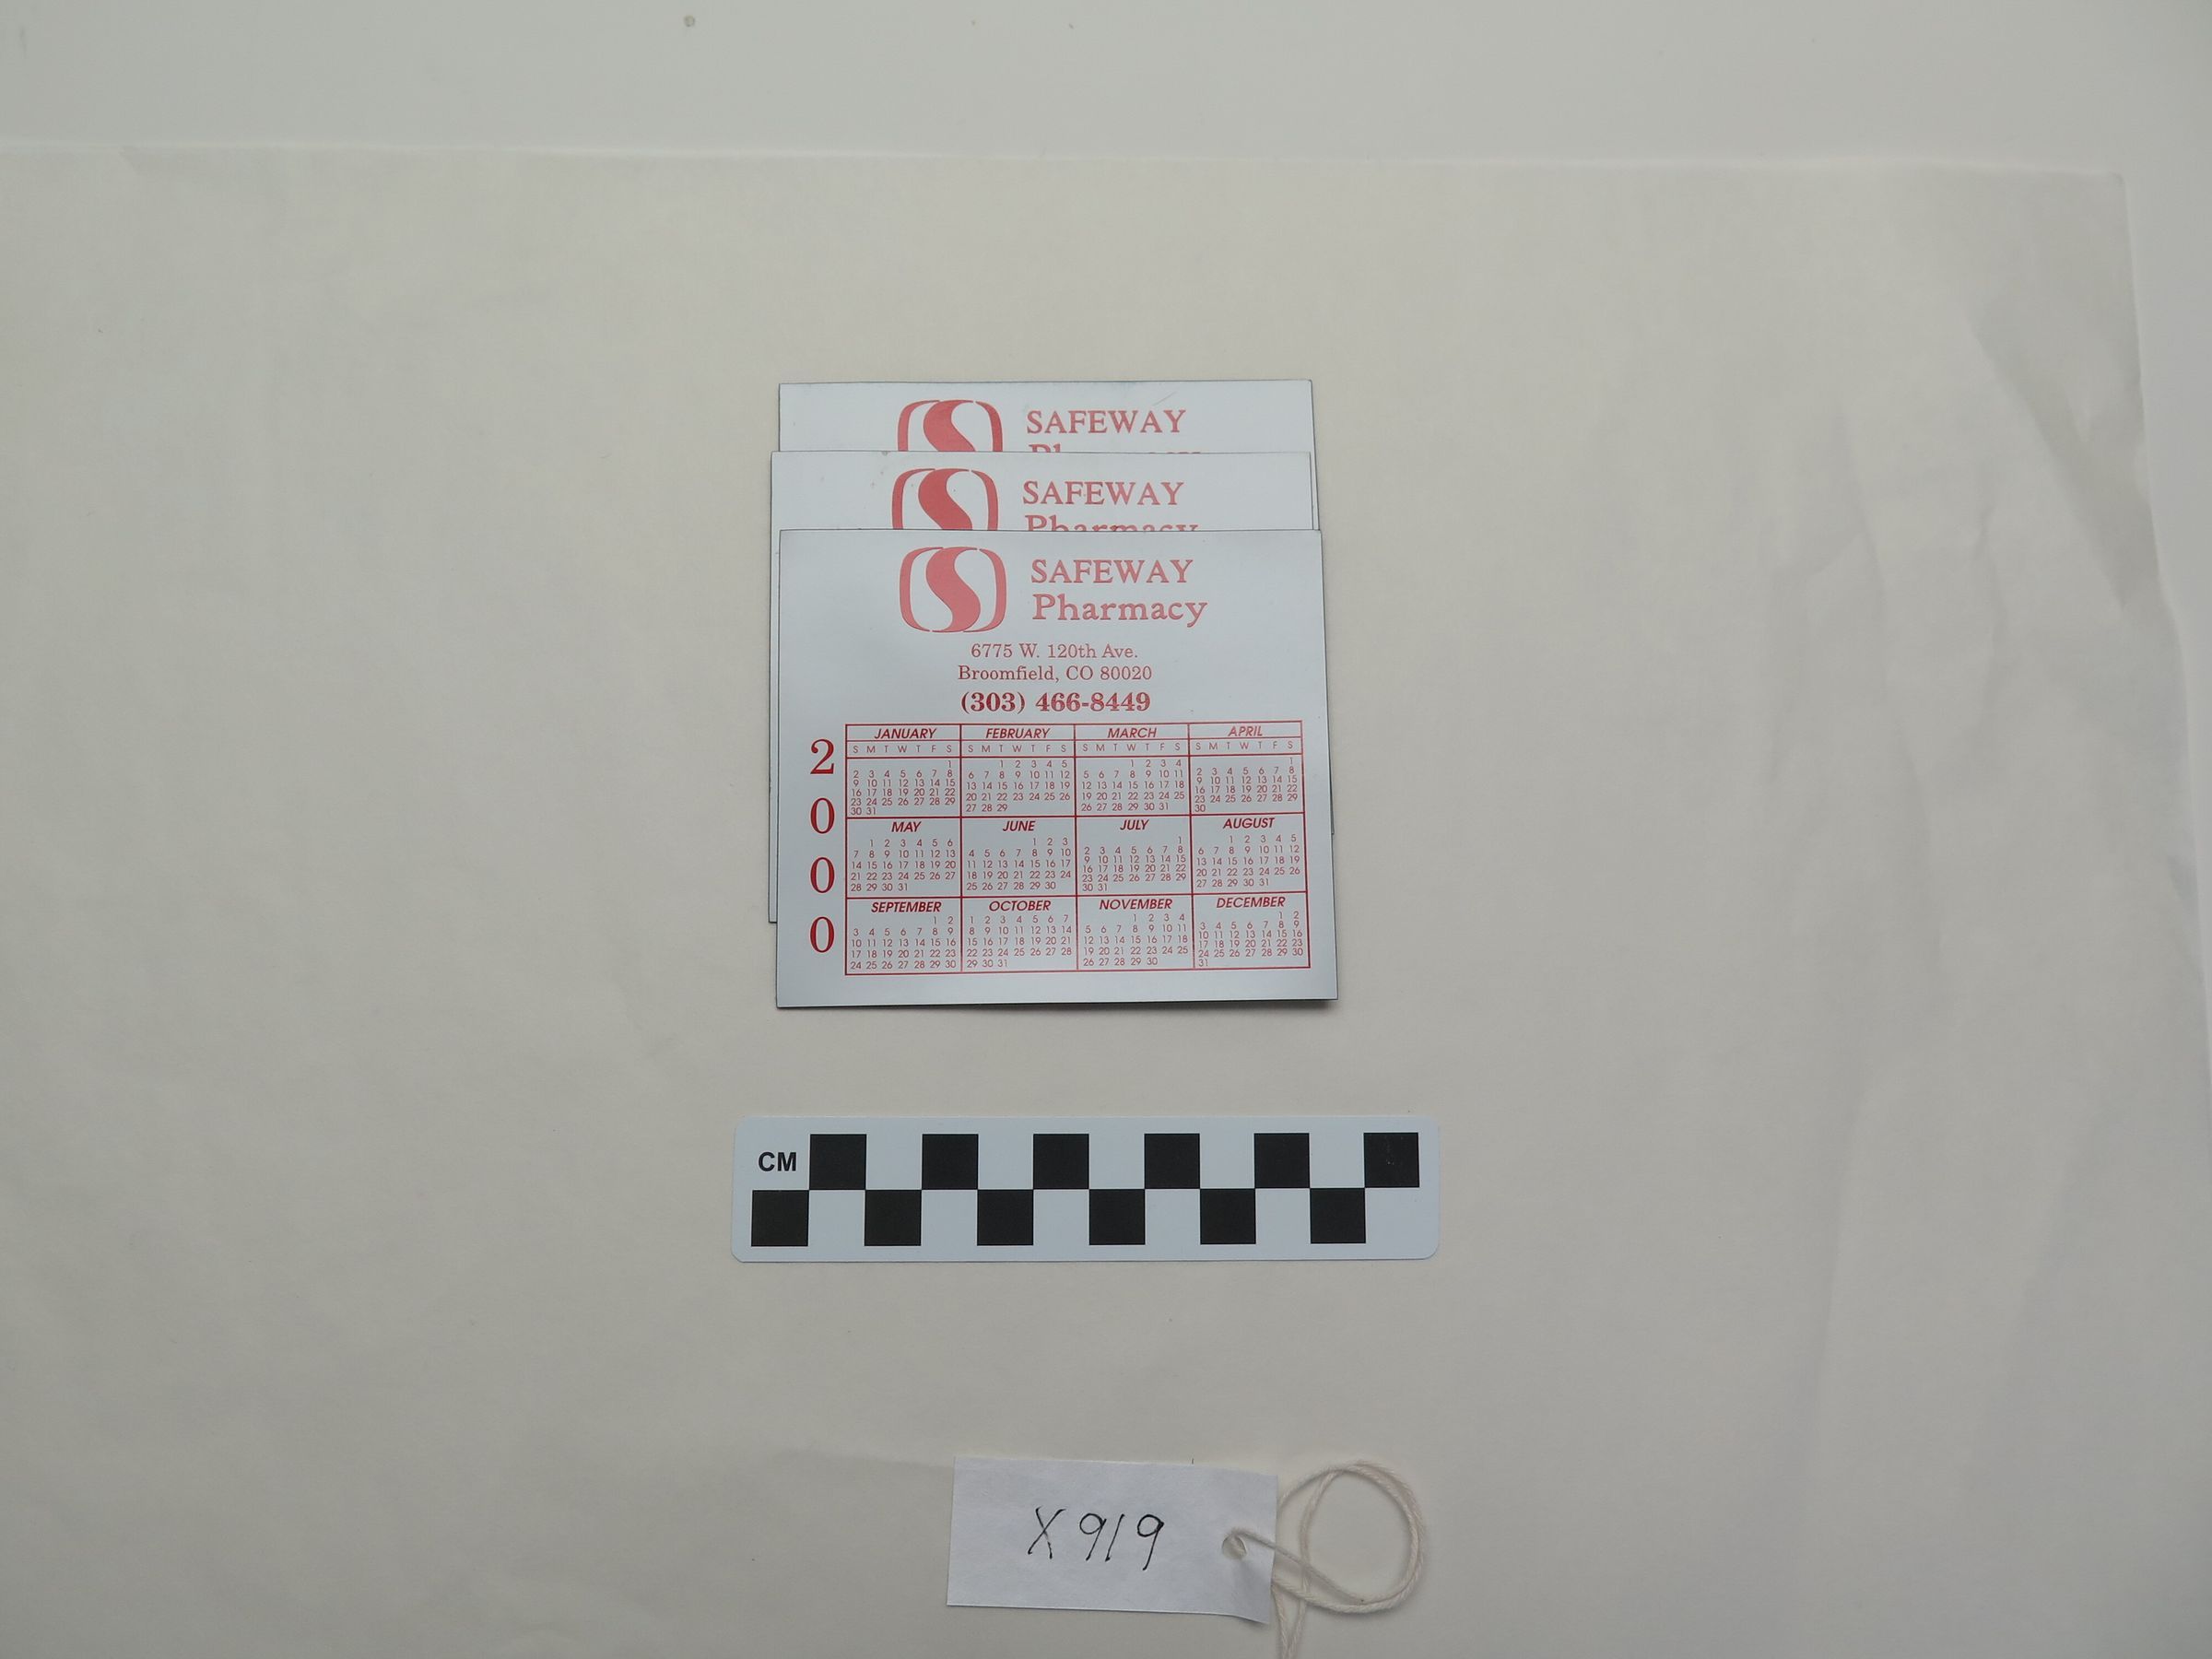 SAFEWAY
SAFEWAY
Pharmacy
SAFEWAY
Pharmacy
6775 W. 120th Ave.
Broomfield, CO 80020
(303) 466-8449
2000
JANUARY
S M T W T F S
1
2 3 4 5 6 7 8
9 10 11 12 13 14 15
16 17 18 19 20 21 22
23 24 25 26 27 28 29
30 31
FEBRUARY
S M T W T F S
1 2 3 4 5
6 7 8 9 10 11 12
13 14 15 16 17 18 19
20 21 22 23 24 25 26
27 28 29
MARCH
S M T W T F S
1 2 3 4
5 6 7 8 9 10 11
12 13 14 15 16 17 18
19 20 21 22 23 24 25
26 27 28 29 30 31
APRIL
S M T W T F S
1
2 3 4 5 6 7 8
9 10 11 12 13 14 15
16 17 18 19 20 21 22
23 24 25 26 27 28 29
30
MAY
1 2 3 4 5 6
7 8 9 10 11 12 13
14 15 16 17 18 19 20
21 22 23 24 25 26 27
28 29 30 31
JUNE
1 2 3
4 5 6 7 8 9 10
11 12 13 14 15 16 17
18 19 20 21 22 23 24
25 26 27 28 29 30
JULY
1
2 3 4 5 6 7 8
9 10 11 12 13 14 15
16 17 18 19 20 21 22
23 24 25 26 27 28 29
30 31
AUGUST
1 2 3 4 5
6 7 8 9 10 11 12
13 14 15 16 17 18 19
20 21 22 23 24 25 26
27 28 29 30 31
SEPTEMBER
1 2
3 4 5 6 7 8 9
10 11 12 13 14 15 16
17 18 19 20 21 22 23
24 25 26 27 28 29 30
OCTOBER
1 2 3 4 5 6 7
8 9 10 11 12 13 14
15 16 17 18 19 20 21
22 23 24 25 26 27 28
29 30 31
NOVEMBER
1 2 3 4
5 6 7 8 9 10 11
12 13 14 15 16 17 18
19 20 21 22 23 24 25
26 27 28 29 30
DECEMBER
1 2
3 4 5 6 7 8 9
10 11 12 13 14 15 16
17 18 19 20 21 22 23
24 25 26 27 28 29 30
31
CM
X919